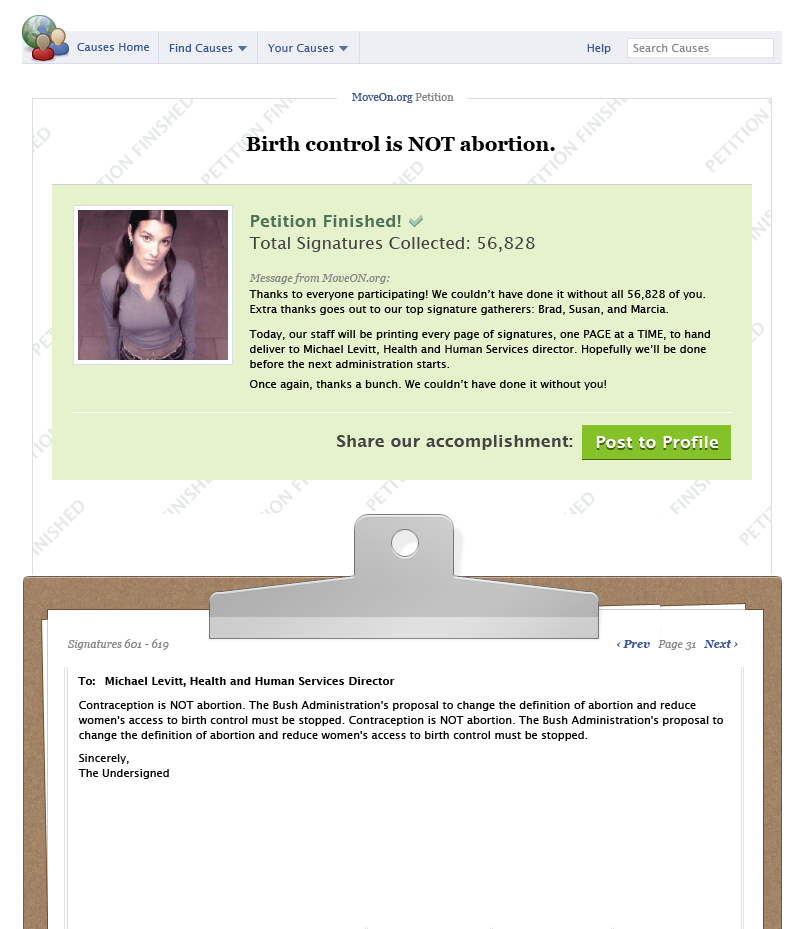 Causes Home
Find Causes
Your Causes
Help
Search Causes
MoveOn.org Petition
Birth control is NOT abortion.
Petition Finished!
Total Signatures Collected: 56,828
Message from MoveON.org:
Thanks to everyone participating! We couldn't have done it without all 56,828 of you.
Extra thanks goes out to our top signature gatherers: Brad, Susan, and Marcia.
Today, our staff will be printing every page of signatures, one PAGE at a TIME, to hand
deliver to Michael Levitt, Health and Human Services director. Hopefully we'll be done
before the next administration starts.
Once again, thanks a bunch. We couldn't have done it without you!
Share our accomplishment:
Post to Profile
PETITION FINISHED
Signatures 601 - 619
‹ Prev Page 31 Next ›
To: Michael Levitt, Health and Human Services Director
Contraception is NOT abortion. The Bush Administration's proposal to change the definition of abortion and reduce
women's access to birth control must be stopped. Contraception is NOT abortion. The Bush Administration's proposal to
change the definition of abortion and reduce women's access to birth control must be stopped.
Sincerely,
The Undersigned